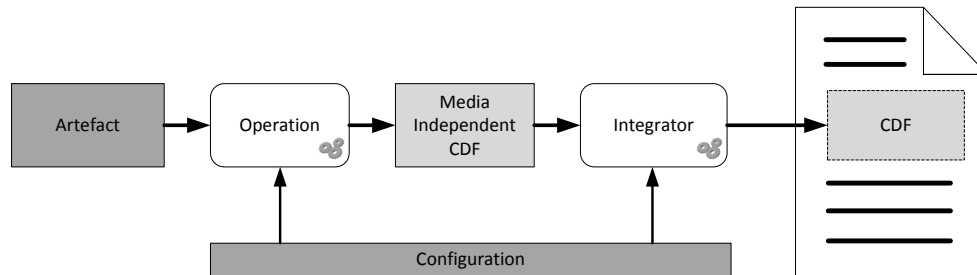 Artefact
Operation
Media
Independent
CDF
Integrator
CDF
Configuration